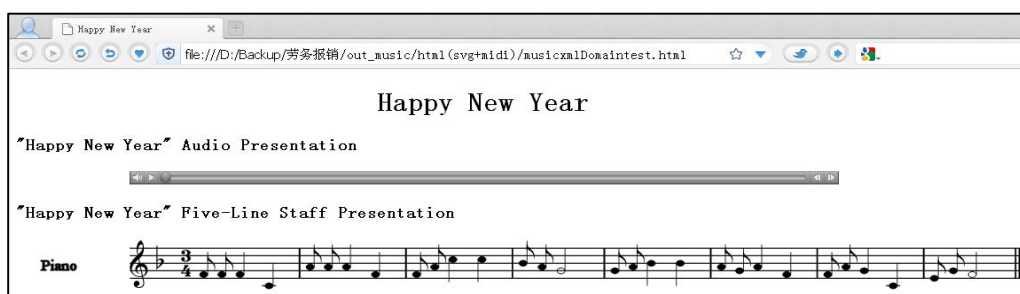 Happy New Year
file:///D:/Backup/劳务报销/out_music/html(svg+midi)/musicxmlDomaintest.html
Happy New Year
"Happy New Year" Audio Presentation
"Happy New Year" Five-Line Staff Presentation
Piano
3
4